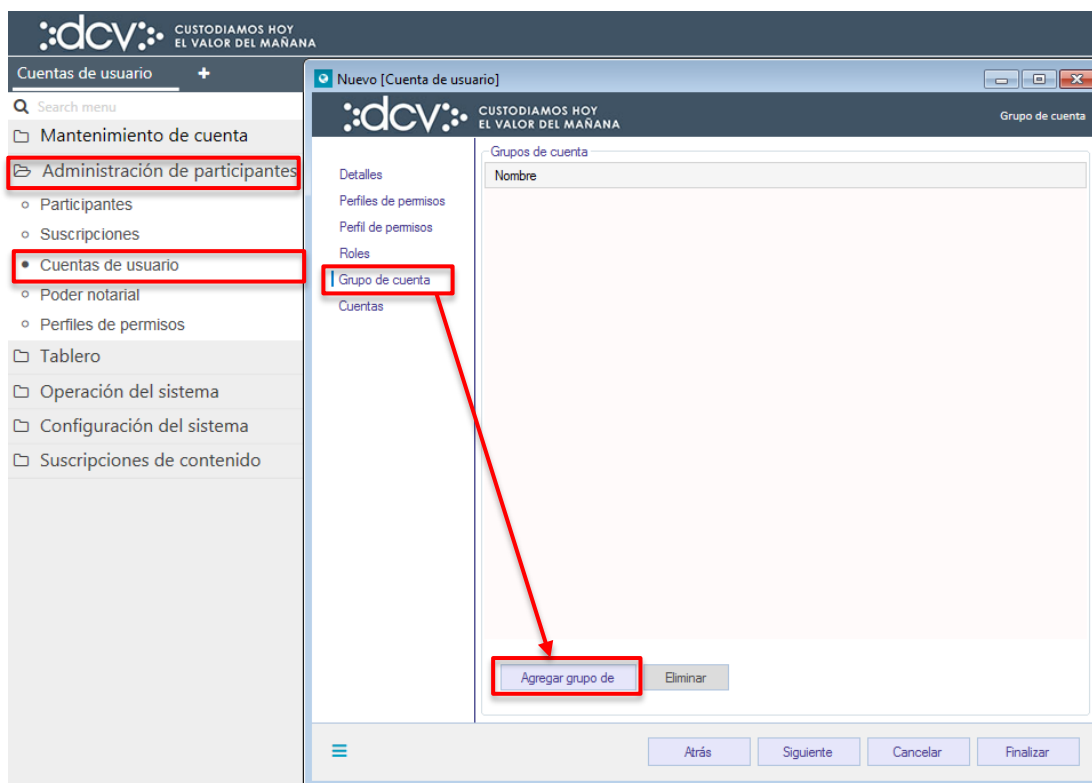 :dcv: CUSTODIAMOS HOY
EL VALOR DEL MAÑANA
Cuentas de usuario +
Search menu
Mantenimiento de cuenta
Administración de participantes
Participantes
Suscripciones
Cuentas de usuario
Poder notarial
Perfiles de permisos
Tablero
Operación del sistema
Configuración del sistema
Suscripciones de contenido
Nuevo [Cuenta de usuario]
:dcv: CUSTODIAMOS HOY
EL VALOR DEL MAÑANA
Grupo de cuenta
Detalles
Perfiles de permisos
Perfil de permisos
Roles
Grupo de cuenta
Cuentas
Grupos de cuenta
Nombre
Agregar grupo de
Eliminar
Atrás
Siguiente
Cancelar
Finalizar